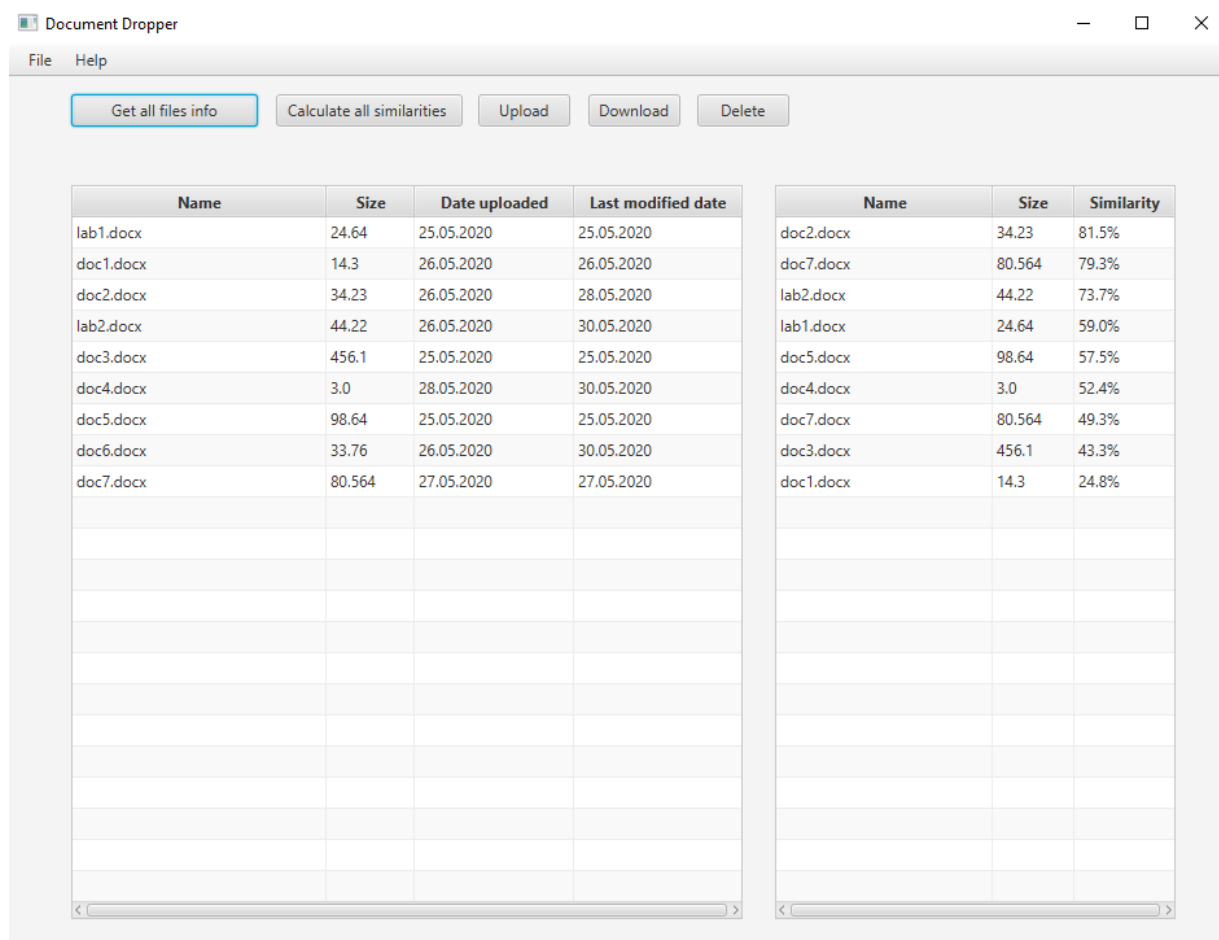 Document Dropper
File Help
Get all files info Calculate all similarities Upload Download Delete
Name Size Date uploaded Last modified date
lab1.docx 24.64 25.05.2020 25.05.2020
doc1.docx 14.3 26.05.2020 26.05.2020
doc2.docx 34.23 26.05.2020 28.05.2020
lab2.docx 44.22 26.05.2020 30.05.2020
doc3.docx 456.1 25.05.2020 25.05.2020
doc4.docx 3.0 28.05.2020 30.05.2020
doc5.docx 98.64 25.05.2020 25.05.2020
doc6.docx 33.76 26.05.2020 30.05.2020
doc7.docx 80.564 27.05.2020 27.05.2020
Name Size Similarity
doc2.docx 34.23 81.5%
doc7.docx 80.564 79.3%
lab2.docx 44.22 73.7%
lab1.docx 24.64 59.0%
doc5.docx 98.64 57.5%
doc4.docx 3.0 52.4%
doc7.docx 80.564 49.3%
doc3.docx 456.1 43.3%
doc1.docx 14.3 24.8%